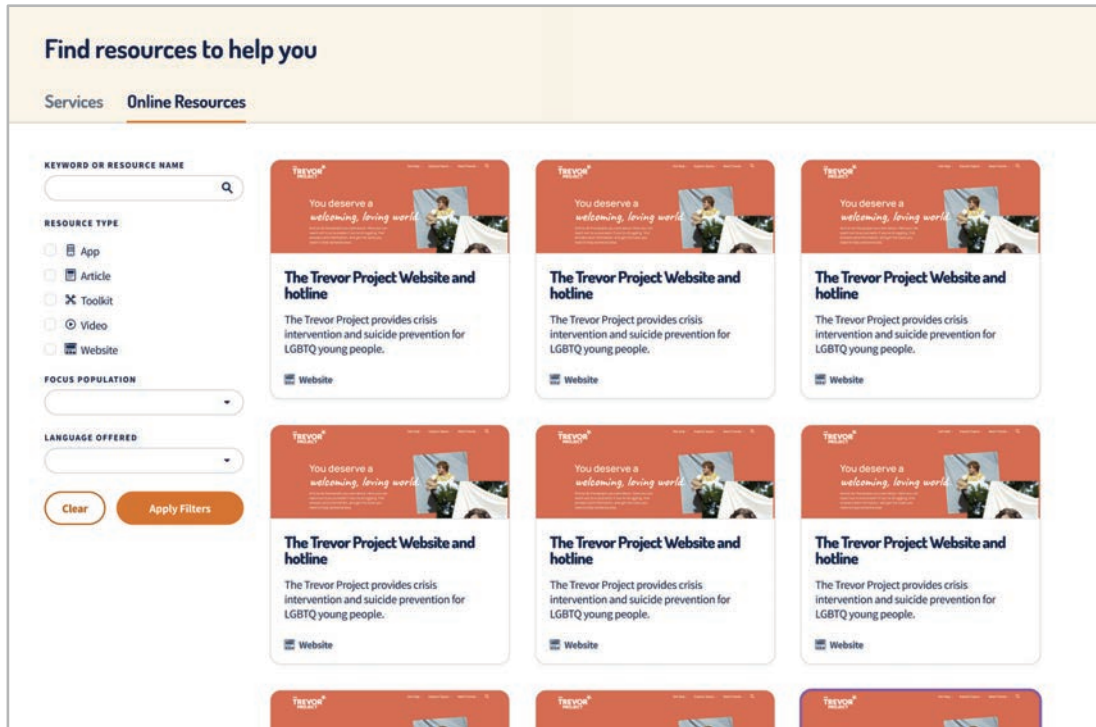 Find resources to help you
Services
Online Resources
KEYWORD OR RESOURCE NAME
RESOURCE TYPE
App
Article
Toolkit
Video
Website
FOCUS POPULATION
LANGUAGE OFFERED
Clear
Apply Filters
TREVOR
PROJECT
You deserve a
welcoming, loving world
The Trevor Project Website and
hotline
The Trevor Project provides crisis
intervention and suicide prevention for
LGBTQ young people.
Website
TREVOR
PROJECT
You deserve a
welcoming, loving world
The Trevor Project Website and
hotline
The Trevor Project provides crisis
intervention and suicide prevention for
LGBTQ young people.
Website
TREVOR
PROJECT
You deserve a
welcoming, loving world
The Trevor Project Website and
hotline
The Trevor Project provides crisis
intervention and suicide prevention for
LGBTQ young people.
Website
TREVOR
PROJECT
You deserve a
welcoming, loving world
The Trevor Project Website and
hotline
The Trevor Project provides crisis
intervention and suicide prevention for
LGBTQ young people.
Website
TREVOR
PROJECT
You deserve a
welcoming, loving world
The Trevor Project Website and
hotline
The Trevor Project provides crisis
intervention and suicide prevention for
LGBTQ young people.
Website
TREVOR
PROJECT
You deserve a
welcoming, loving world
The Trevor Project Website and
hotline
The Trevor Project provides crisis
intervention and suicide prevention for
LGBTQ young people.
Website
TREVOR
PROJECT
TREVOR
PROJECT
TREVOR
PROJECT